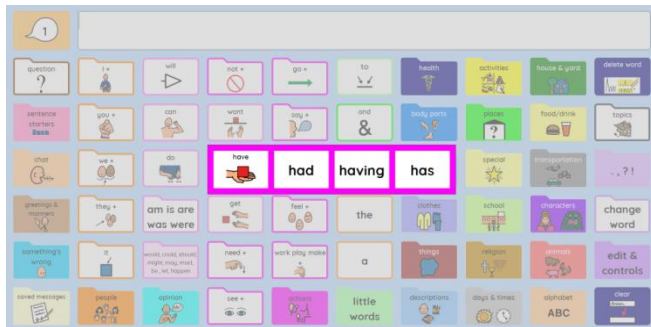 1
question
I +
will
not +
go +
to
health
activities
house & yard
delete word
sentence
starters
you +
can
want
say +
and
&
body parts
places
food/drink
topics
chat
we +
do
have
had
having
has
special
transportation
. , ? !
greetings &
manners
they +
am is are
was were
get
feel +
the
clothes
school
characters
change
word
something's
wrong
it
would, could, should,
might, may, must,
be, let, happen
need +
work play make
a
things
religion
animals
edit &
controls
saved messages
people
opinion
see +
actions
little
words
descriptions
days & times
alphabet
ABC
clear